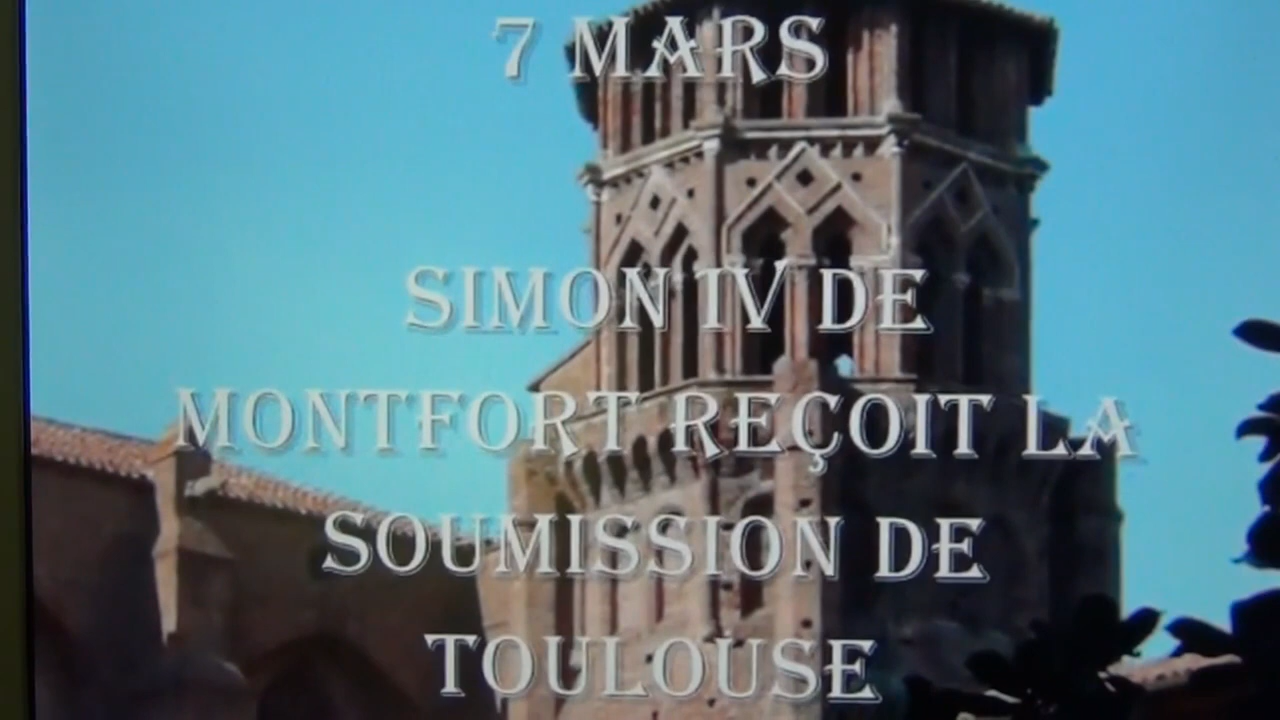 7 MARS
SIMON IV DE
MONTFORT REÇOIT LA
SOUMISSION DE
TOULOUSE